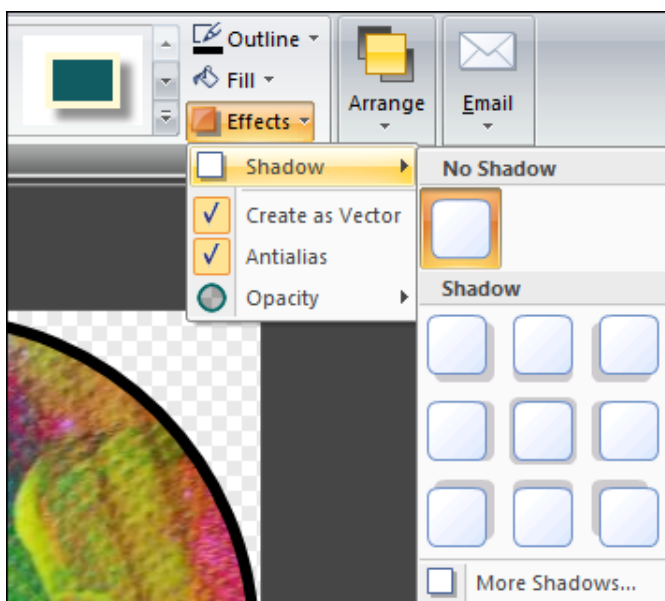 Outline
Fill
Effects
Arrange
Email
Shadow
Create as Vector
Antialias
Opacity
No Shadow
Shadow
More Shadows...